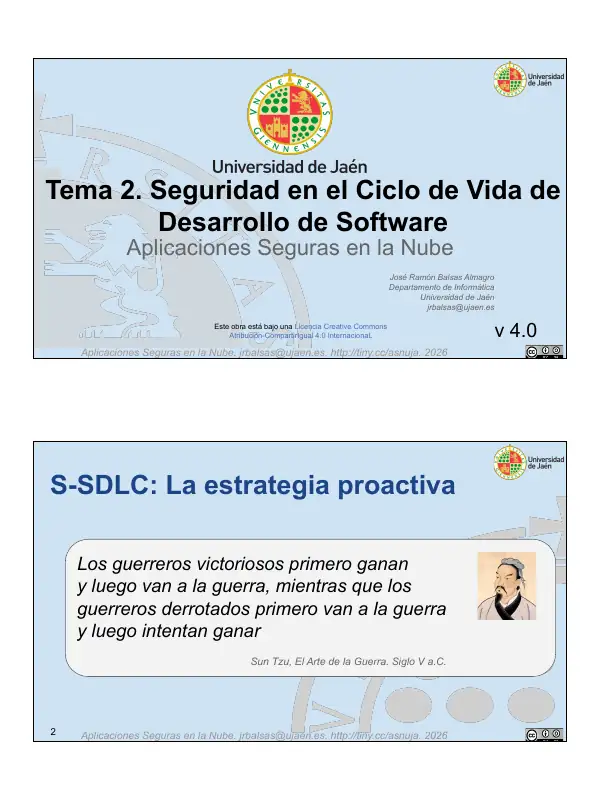 Universidad
de Jaén
UNIVERSITAS
GIENNENSIS
Universidad de Jaén
Tema 2. Seguridad en el Ciclo de Vida de
Desarrollo de Software
Aplicaciones Seguras en la Nube
José Ramón Balsas Almagro
Departamento de Informática
Universidad de Jaén
jrbalsas@ujaen.es
Este obra está bajo una Licencia Creative Commons
Atribución-CompartirIgual 4.0 Internacional.
v 4.0
Aplicaciones Seguras en la Nube. jrbalsas@ujaen.es. http://tiny.cc/asnuja. 2026
Universidad
de Jaén
S-SDLC: La estrategia proactiva
Los guerreros victoriosos primero ganan
y luego van a la guerra, mientras que los
guerreros derrotados primero van a la guerra
y luego intentan ganar
Sun Tzu, El Arte de la Guerra. Siglo V a.C.
2
Aplicaciones Seguras en la Nube. jrbalsas@ujaen.es. http://tiny.cc/asnuja. 2026